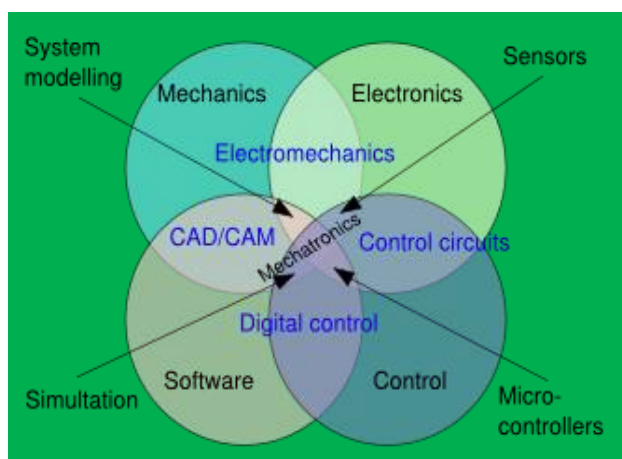 System
modelling
Sensors
Mechanics
Electronics
Electromechanics
CAD/CAM
Mechatronics
Control circuits
Digital control
Software
Control
Simultation
Micro-
controllers